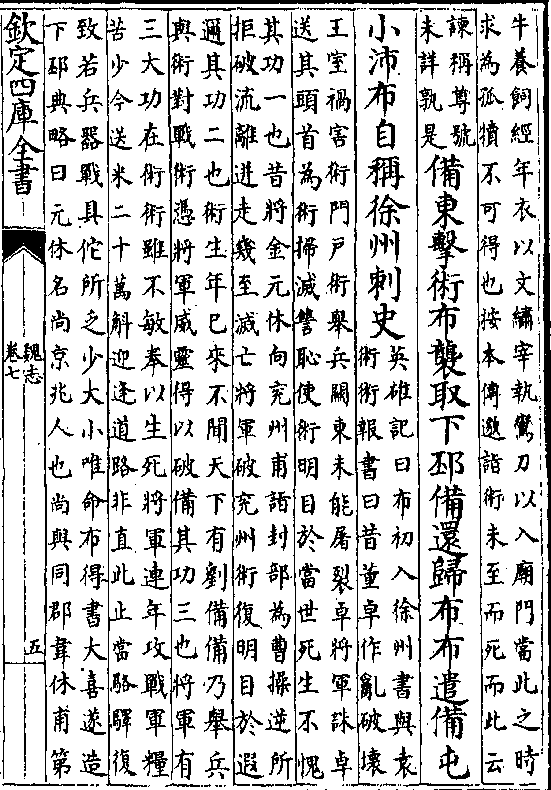 牛養飼經年衣以文繡宰執鸞刀以入廟門當此之時
求為孤犢不可得也按本傳邈詣術未至而死而此云
諫稱尊號
未詳孰是
備東擊術布襲取下邳備還歸布布遣備屯
小沛布自稱徐州刺史
英雄記曰布初入徐州書與袁
術術報書曰昔董卓作亂破壞
王室禍害術門戶術舉兵關東未能屠裂卓將軍誅卓
送其頭首為術掃滅讐恥使術明目於當世死生不愧
其功一也昔將金元休向兗州甫詣封部為曹操逆所
拒破流離迸走幾至滅亡將軍破兗州術復明目於遐
邇其功二也術生年已來不聞天下有劉備備乃舉兵
與術對戰術憑將軍威靈得以破備其功三也將軍有
三大功在術術雖不敏奉以生死將軍連年攻戰軍糧
苦少今送米二十萬斛迎逢道路非直此止當駱驛復
致若兵器戰具佗所乏少大小唯命布得書大喜遂造
下邳典略曰元休名尚京兆人也尚與同郡韋休甫第
欽定四庫全書
魏志
卷七
五